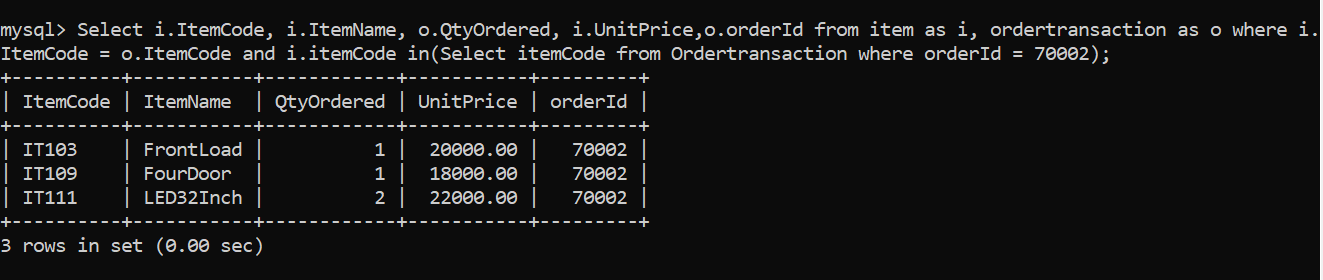 mysql> Select i.ItemCode, i.ItemName, o.QtyOrdered, i.UnitPrice,o.orderId from item as i, ordertransaction as o where i.
ItemCode = o.ItemCode and i.itemCode in(Select itemCode from Ordertransaction where orderId = 70002);
+----------+-----------+------------+-----------+---------+
| ItemCode | ItemName  | QtyOrdered | UnitPrice | orderId |
+----------+-----------+------------+-----------+---------+
| IT103    | FrontLoad |          1 |  20000.00 |   70002 |
| IT109    | FourDoor  |          1 |  18000.00 |   70002 |
| IT111    | LED32Inch |          2 |  22000.00 |   70002 |
+----------+-----------+------------+-----------+---------+
3 rows in set (0.00 sec)